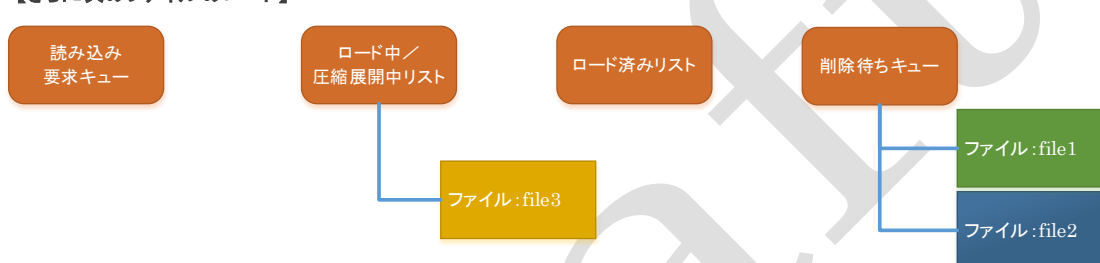 読み込み
要求キュー
ロード中／
圧縮展開中リスト
ロード済みリスト
削除待ちキュー
ファイル:file1
ファイル:file3
ファイル:file2